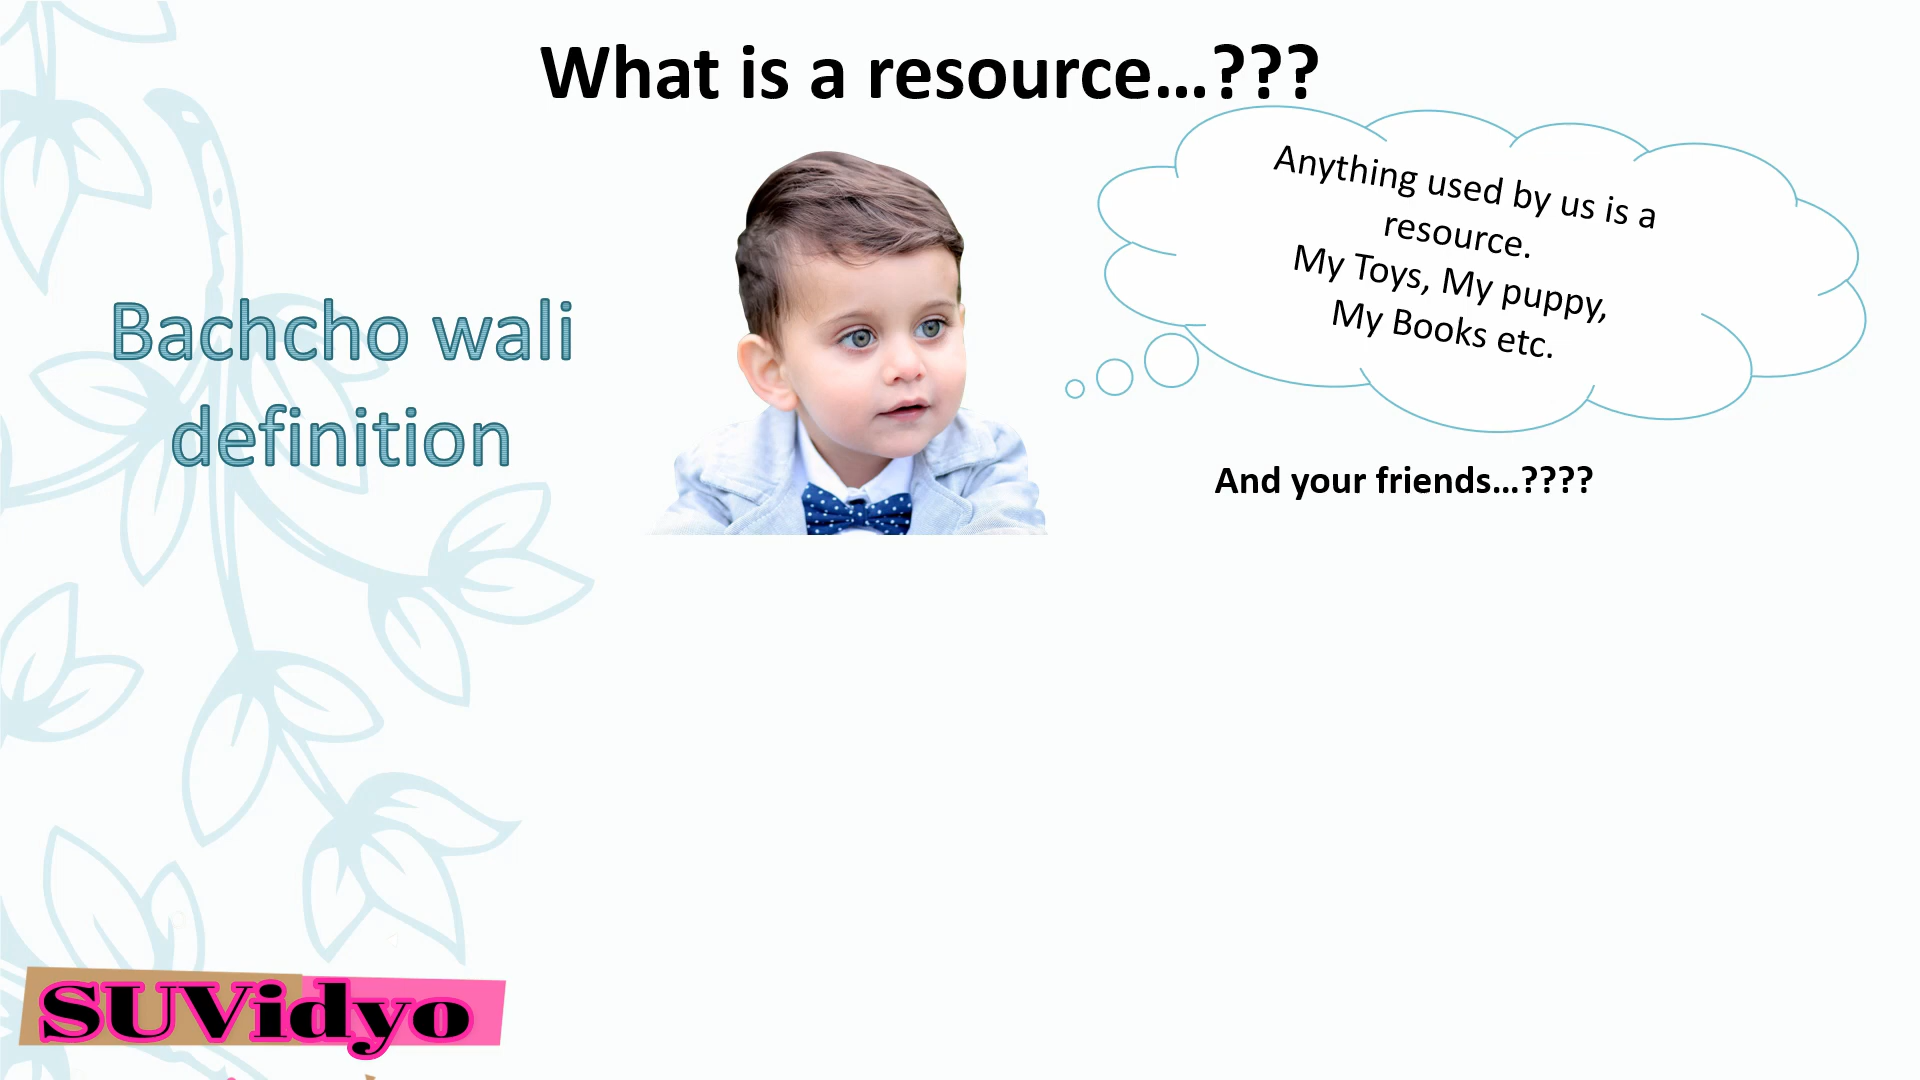 What is a resource...???
Anything used by us is a
resource.
My Toys, My puppy,
My Books etc.
Bachcho wali
definition
And your friends...????
SUVidyo